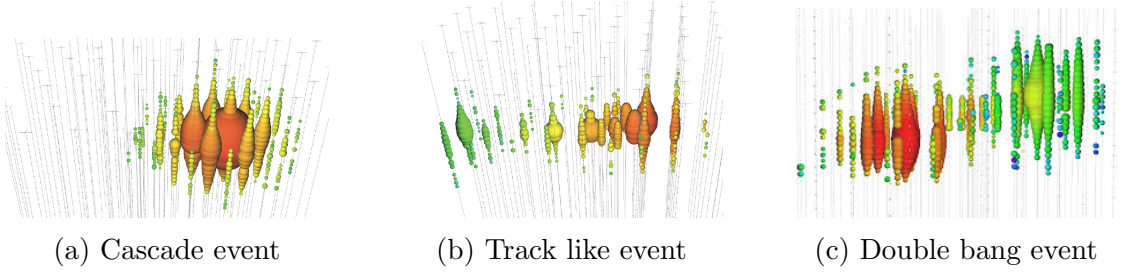 (a) Cascade event
(b) Track like event
(c) Double bang event